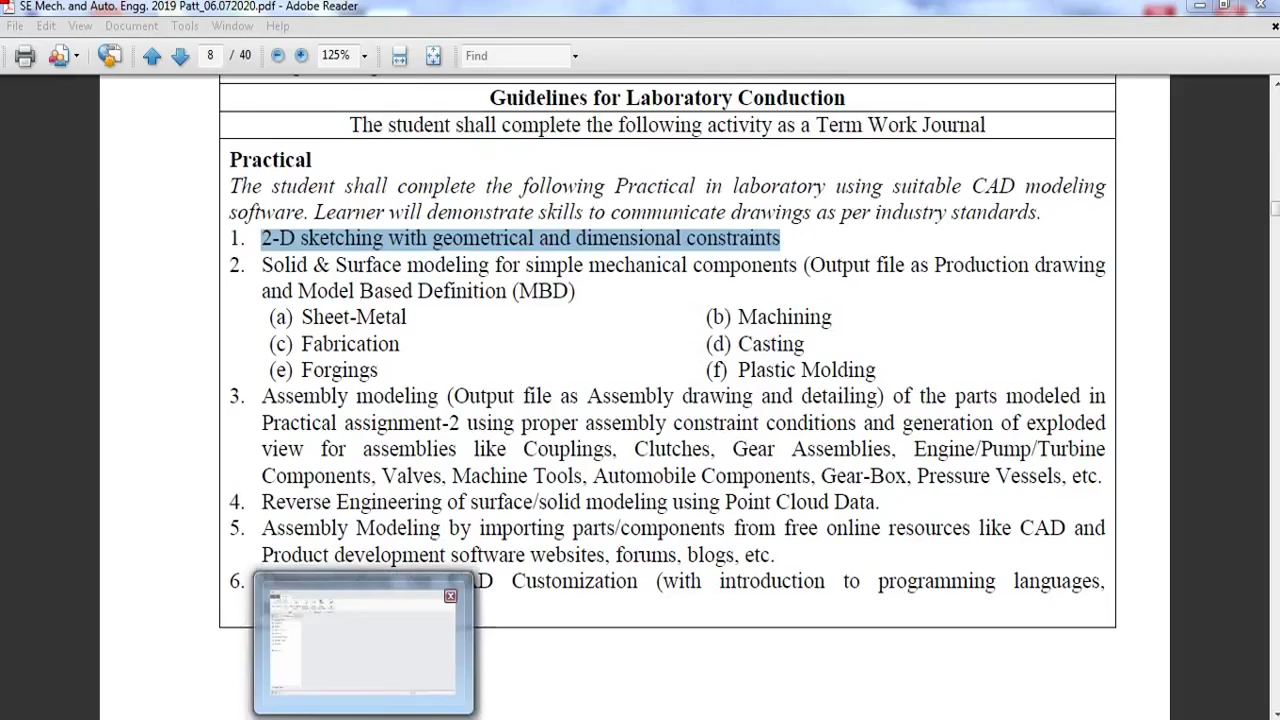 SE Mech. and Auto. Engg. 2019 Patt_06.072020.pdf - Adobe Reader
File Edit View Document Tools Window Help
8 / 40 125% Find
Guidelines for Laboratory Conduction
The student shall complete the following activity as a Term Work Journal
Practical
The student shall complete the following Practical in laboratory using suitable CAD modeling
software. Learner will demonstrate skills to communicate drawings as per industry standards.
1. 2-D sketching with geometrical and dimensional constraints
2. Solid & Surface modeling for simple mechanical components (Output file as Production drawing
and Model Based Definition (MBD)
(a) Sheet-Metal (b) Machining
(c) Fabrication (d) Casting
(e) Forgings (f) Plastic Molding
3. Assembly modeling (Output file as Assembly drawing and detailing) of the parts modeled in
Practical assignment-2 using proper assembly constraint conditions and generation of exploded
view for assemblies like Couplings, Clutches, Gear Assemblies, Engine/Pump/Turbine
Components, Valves, Machine Tools, Automobile Components, Gear-Box, Pressure Vessels, etc.
4. Reverse Engineering of surface/solid modeling using Point Cloud Data.
5. Assembly Modeling by importing parts/components from free online resources like CAD and
Product development software websites, forums, blogs, etc.
6. D Customization (with introduction to programming languages,